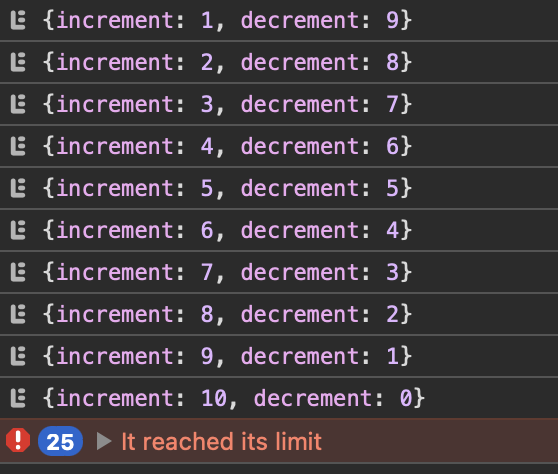 {increment: 1, decrement: 9}
{increment: 2, decrement: 8}
{increment: 3, decrement: 7}
{increment: 4, decrement: 6}
{increment: 5, decrement: 5}
{increment: 6, decrement: 4}
{increment: 7, decrement: 3}
{increment: 8, decrement: 2}
{increment: 9, decrement: 1}
{increment: 10, decrement: 0}
25 It reached its limit